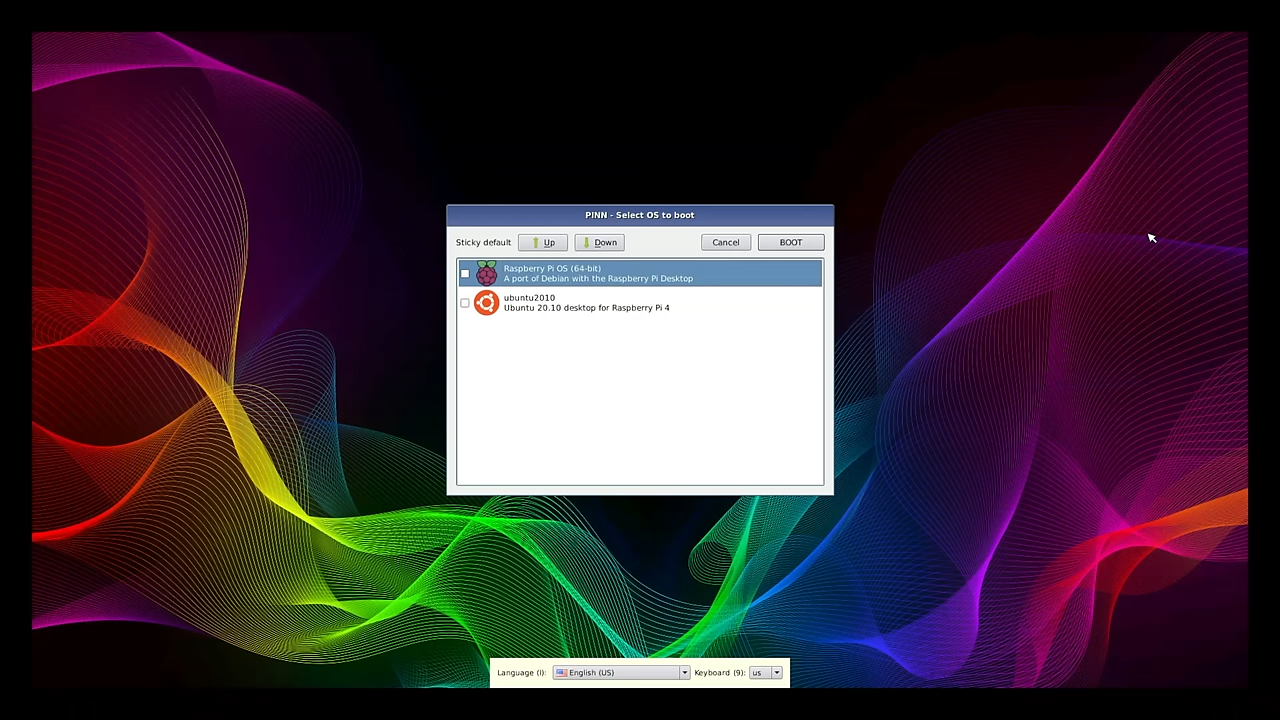 PINN - Select OS to boot
Sticky default Up Down Cancel BOOT
Raspberry Pi OS (64-bit)
A port of Debian with the Raspberry Pi Desktop
ubuntu2010
Ubuntu 20.10 desktop for Raspberry Pi 4
Language (l): English (US) Keyboard (9): us